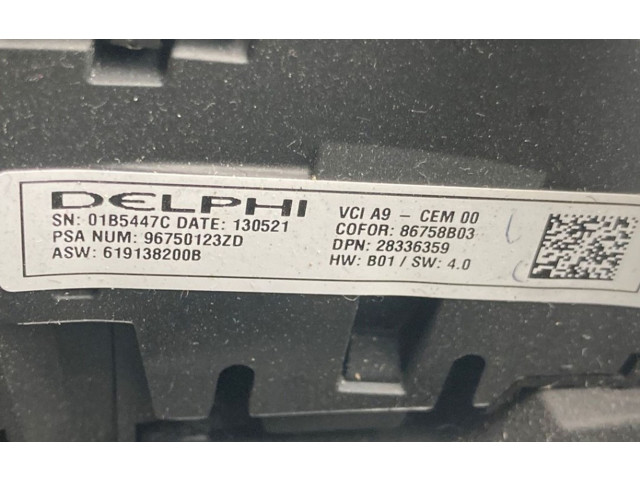 DELPHI
SN: 01B5447C DATE: 130521
PSA NUM: 96750123ZD
ASW: 619138200B
VCI A9 – CEM 00
COFOR: 86758B03
DPN: 28336359
HW: B01 / SW: 4.0